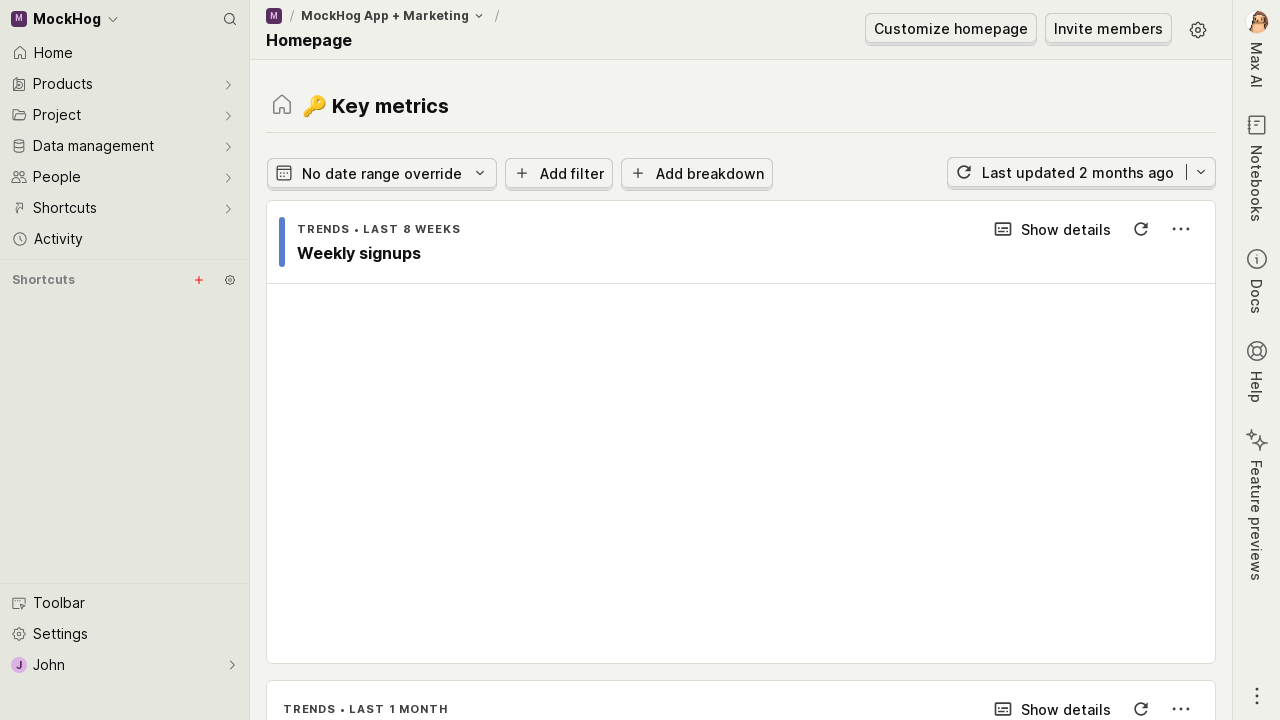 M MockHog
Home
Products
Project
Data management
People
Shortcuts
Activity
Shortcuts
Toolbar
Settings
J John
M / MockHog App + Marketing /
Homepage
Customize homepage
Invite members
🔑 Key metrics
No date range override
Add filter
Add breakdown
Last updated 2 months ago
TRENDS • LAST 8 WEEKS
Show details
Weekly signups
TRENDS • LAST 1 MONTH
Show details
Max AI
Notebooks
Docs
Help
Feature previews